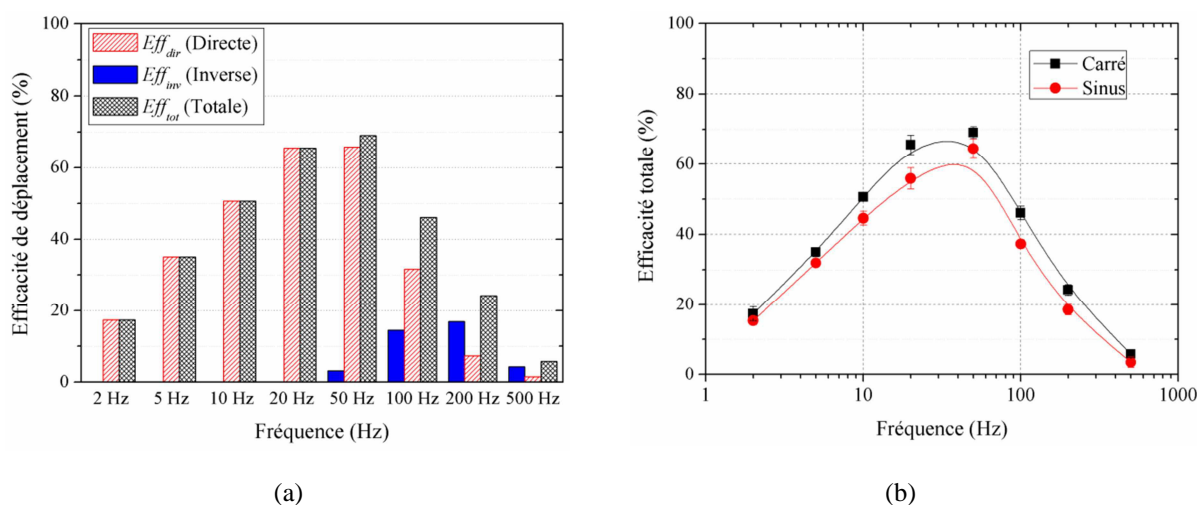 100
80
60
40
20
0
Efficacité de déplacement (%)
Eff_dir (Directe)
Eff_inv (Inverse)
Eff_tot (Totale)
2 Hz 5 Hz 10 Hz 20 Hz 50 Hz 100 Hz 200 Hz 500 Hz
Fréquence (Hz)
(a)
100
80
60
40
20
0
Efficacité totale (%)
Carré
Sinus
1 10 100 1000
Fréquence (Hz)
(b)